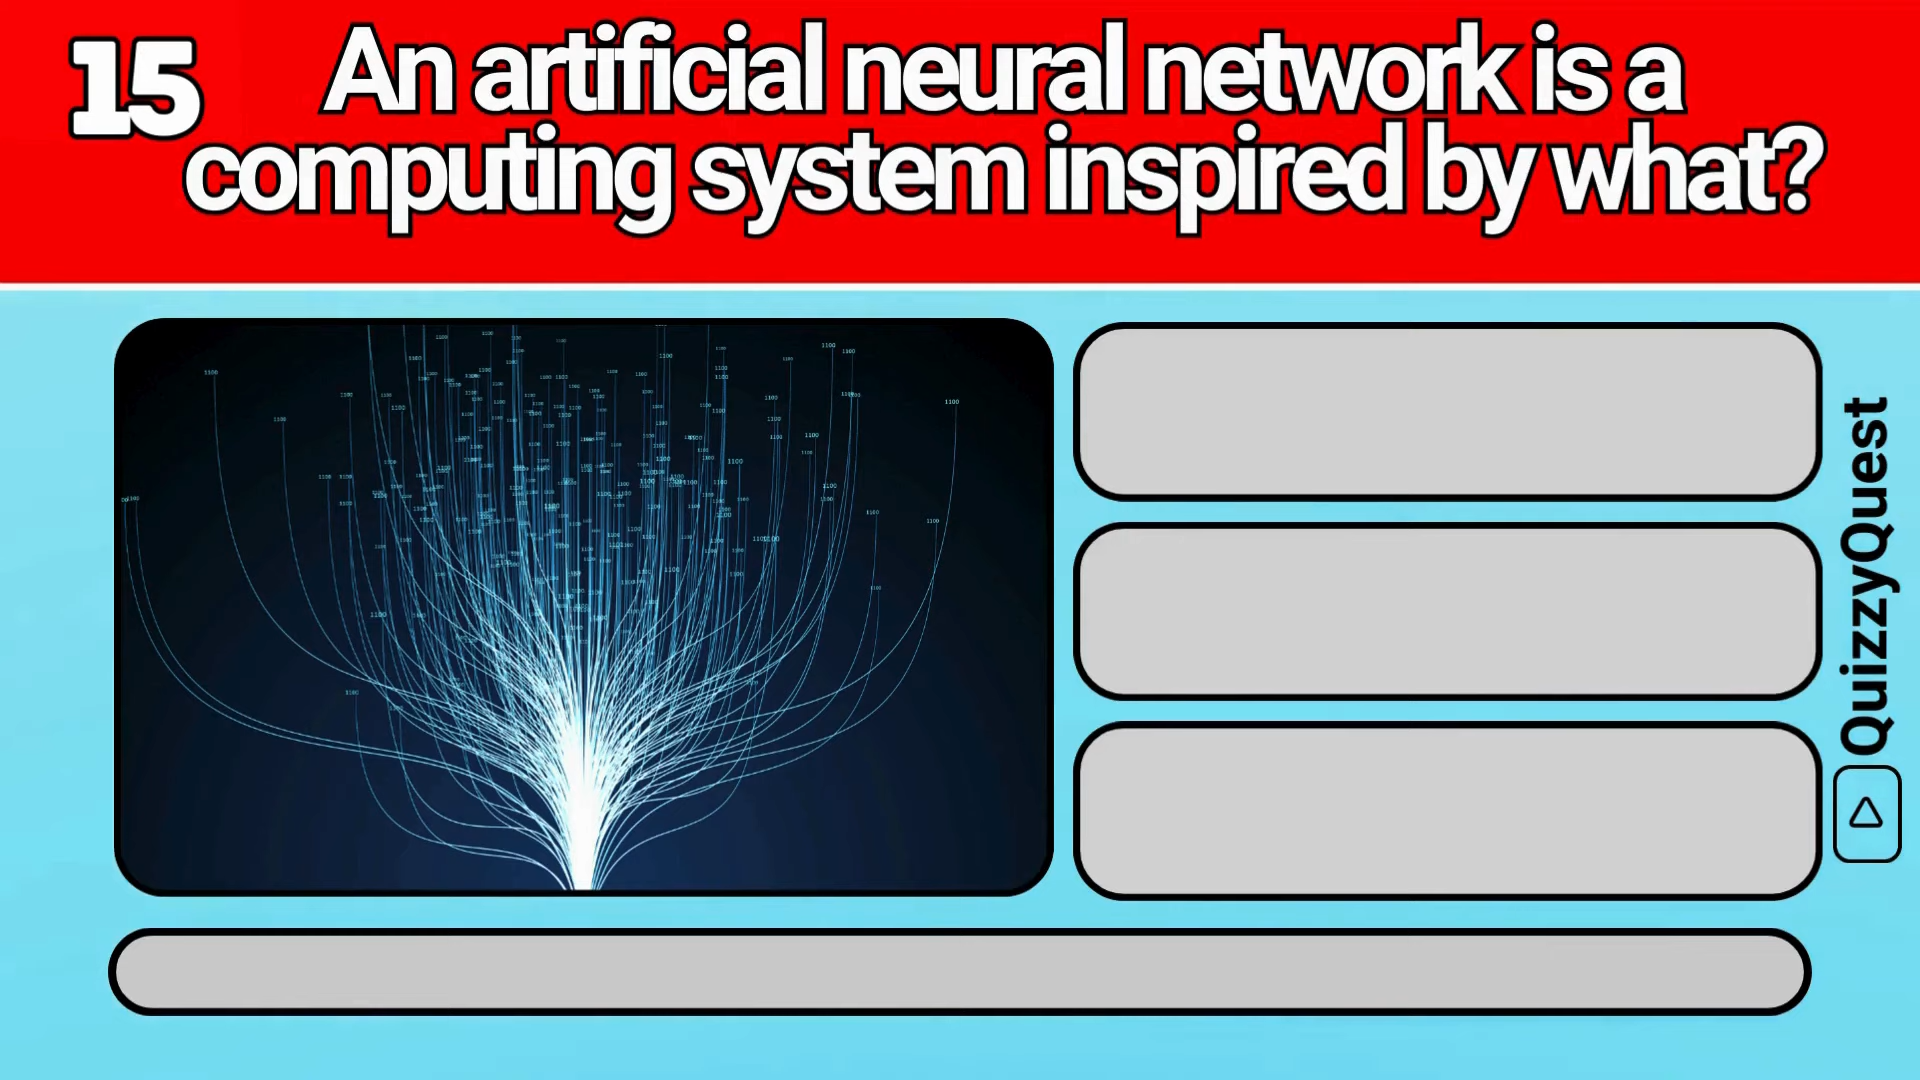 15
An artificial neural network is a
computing system inspired by what?
QuizzyQuest